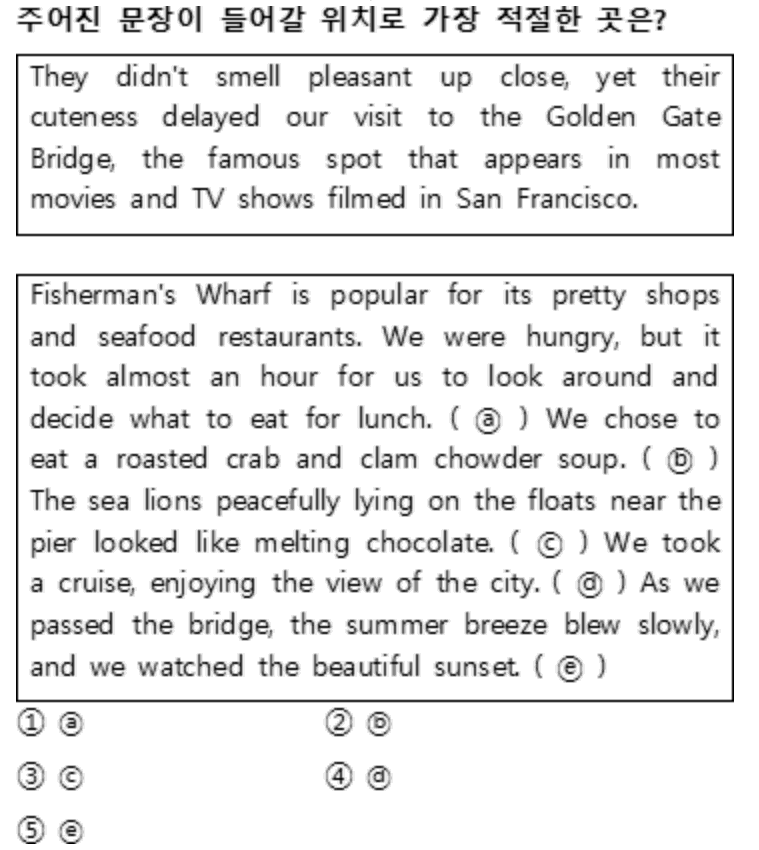 주어진 문장이 들어갈 위치로 가장 적절한 곳은?
They didn't smell pleasant up close, yet their
cuteness delayed our visit to the Golden Gate
Bridge, the famous spot that appears in most
movies and TV shows filmed in San Francisco.
Fisherman's Wharf is popular for its pretty shops
and seafood restaurants. We were hungry, but it
took almost an hour for us to look around and
decide what to eat for lunch. ( ⓐ ) We chose to
eat a roasted crab and clam chowder soup. ( ⓑ )
The sea lions peacefully lying on the floats near the
pier looked like melting chocolate. ( ⓒ ) We took
a cruise, enjoying the view of the city. ( ⓓ ) As we
passed the bridge, the summer breeze blew slowly,
and we watched the beautiful sunset. ( ⓔ )
① ⓐ ② ⓑ
③ ⓒ ④ ⓓ
⑤ ⓔ